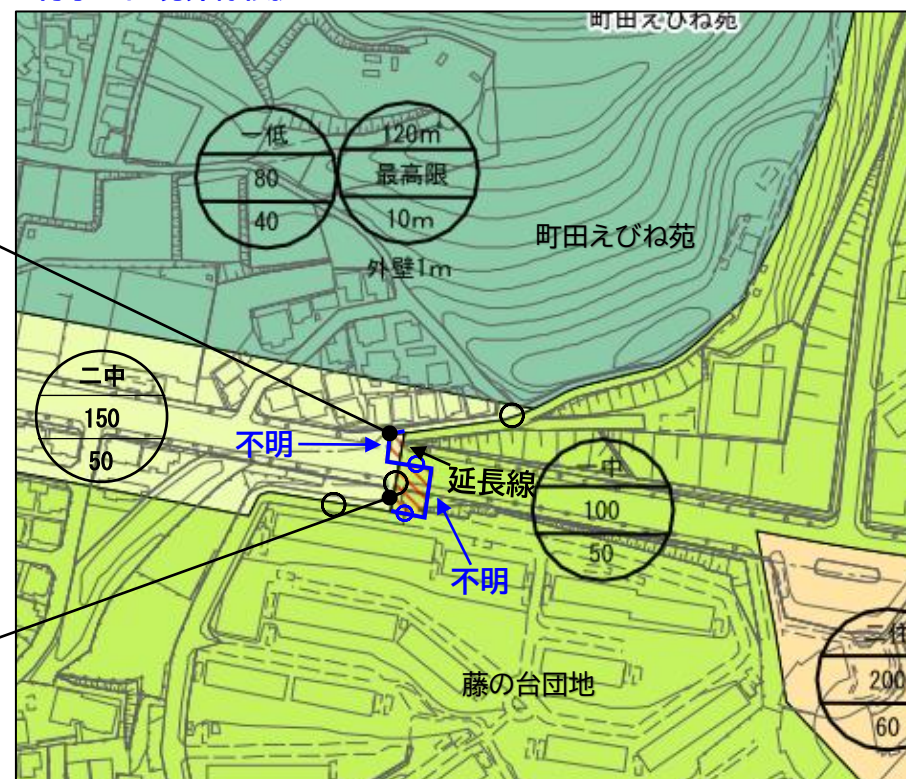 町田えびね苑
一低
80
40
120m
最高限
10m
外壁1m
町田えびね苑
二中
150
50
不明
延長線
一中
100
50
不明
藤の台団地
二住
200
60